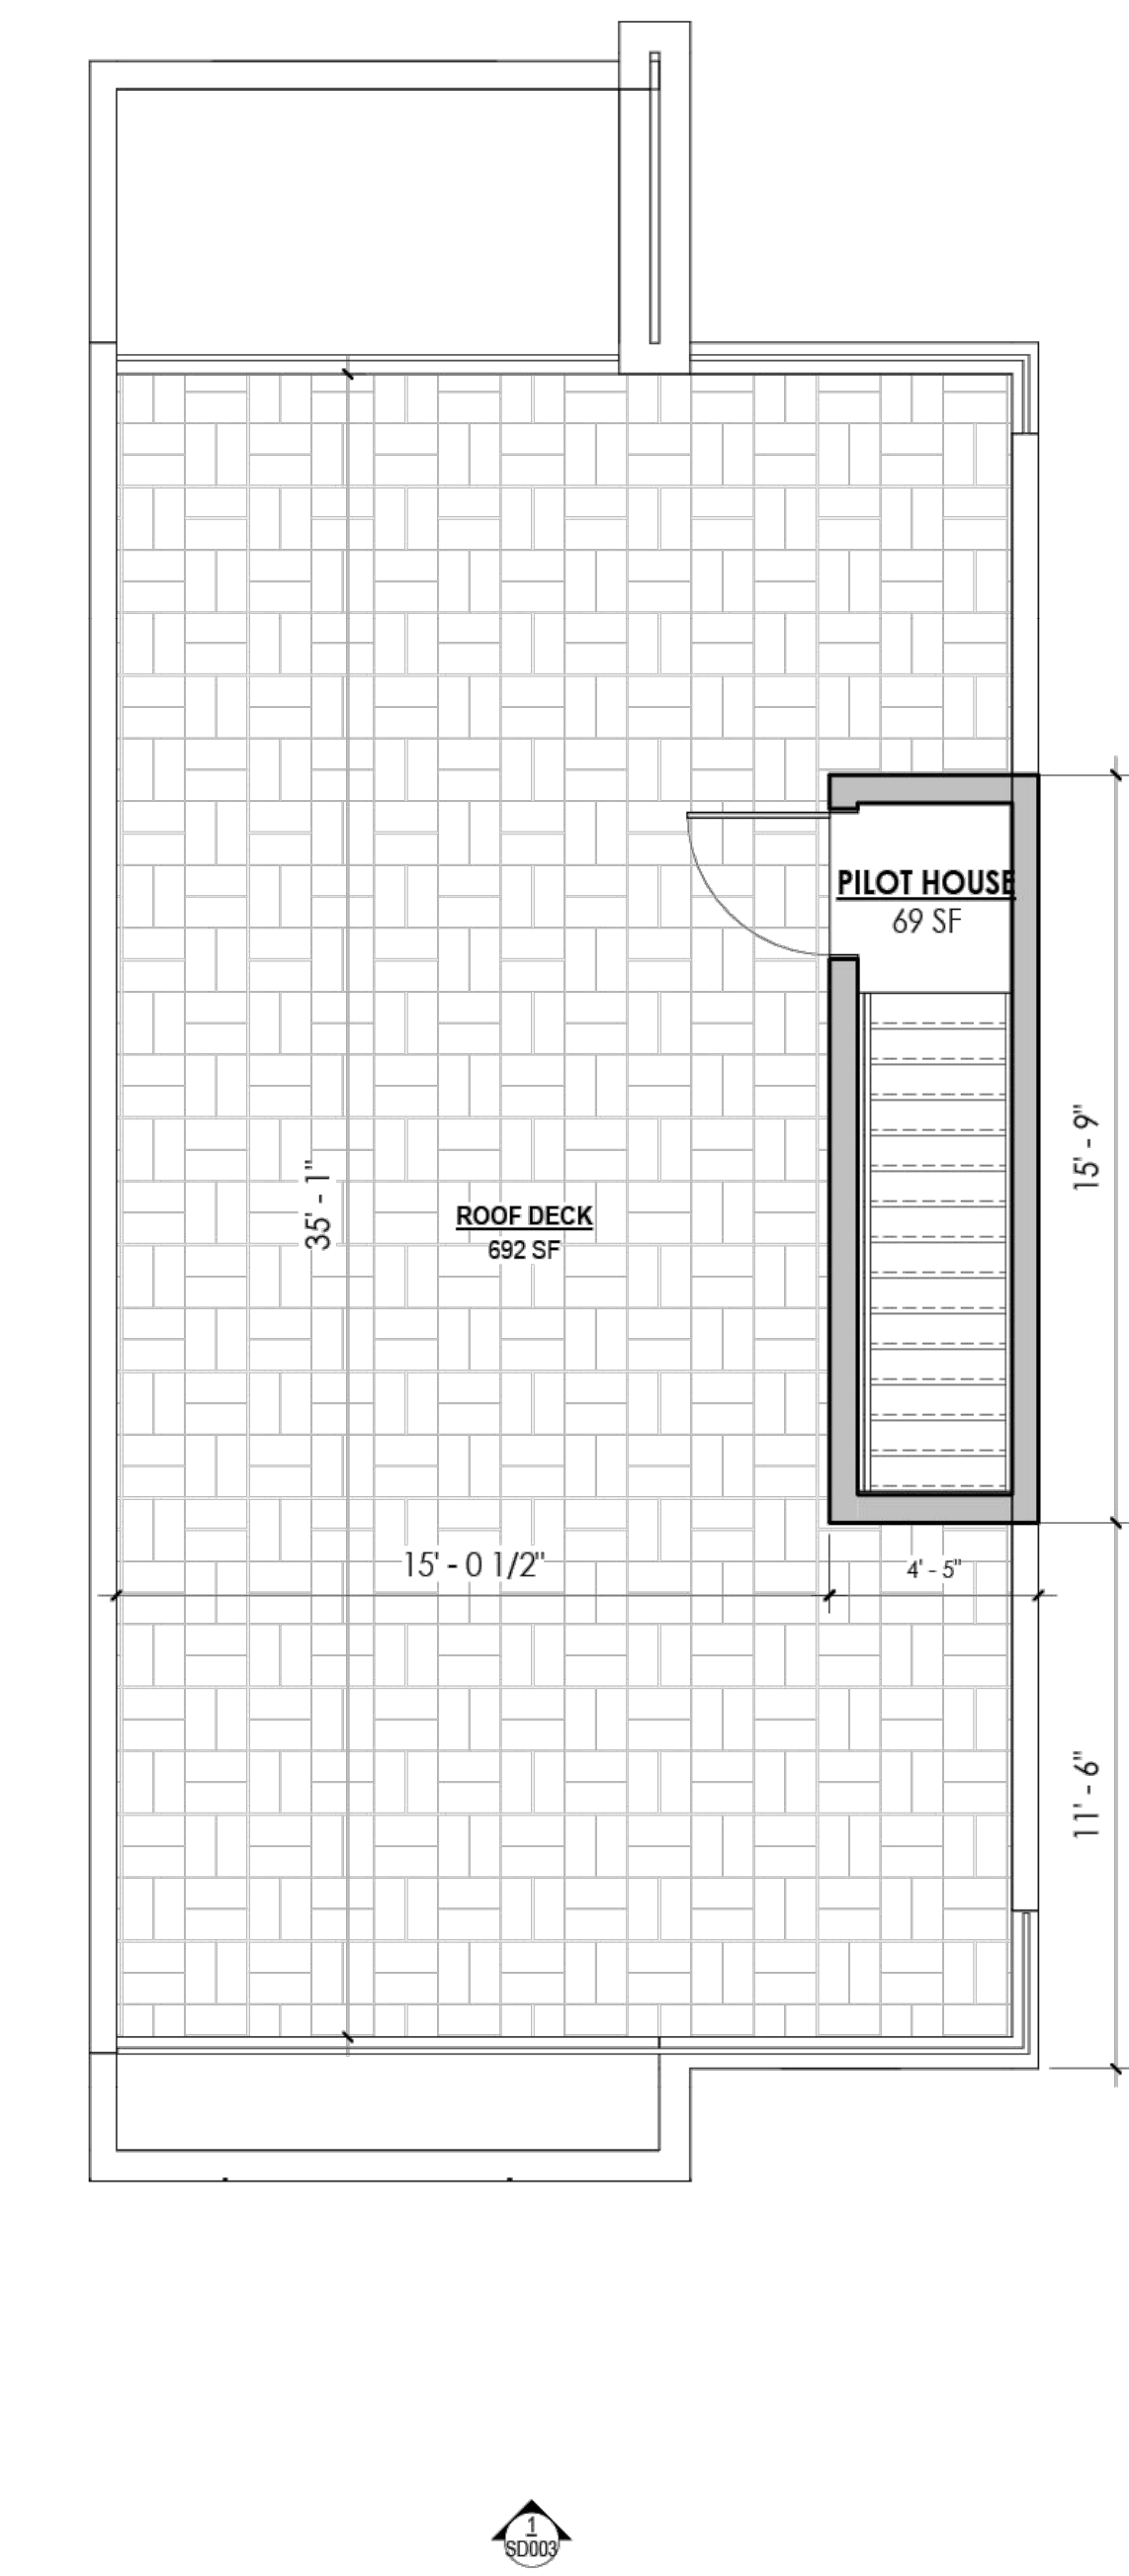 PILOT HOUSE
69 SF
15' - 9"
35' - 1"
ROOF DECK
692 SF
15' - 0 1/2"
4' - 5"
11' - 6"
1
SD003